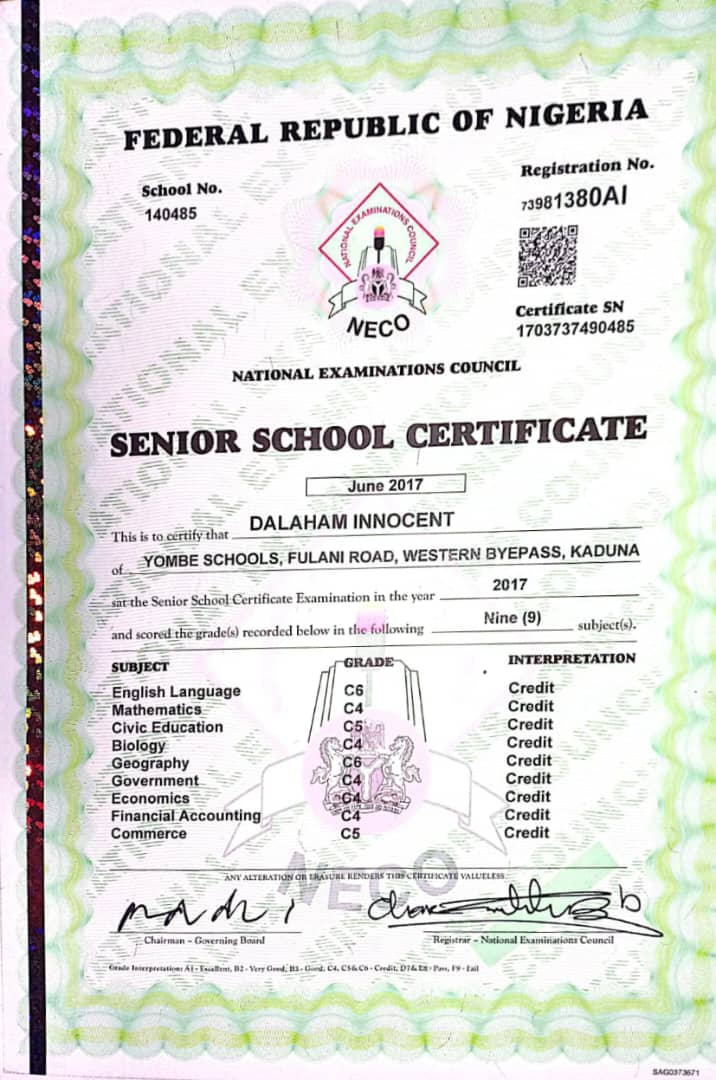 FEDERAL REPUBLIC OF NIGERIA
School No.
140485
Registration No.
73981380AI
NATIONAL EXAMINATIONS COUNCIL
NECO
Certificate SN
1703737490485
NATIONAL EXAMINATIONS COUNCIL
SENIOR SCHOOL CERTIFICATE
June 2017
This is to certify that DALAHAM INNOCENT
of YOMBE SCHOOLS, FULANI ROAD, WESTERN BYEPASS, KADUNA
sat the Senior School Certificate Examination in the year 2017
and scored the grade(s) recorded below in the following Nine (9) subject(s).
SUBJECT GRADE INTERPRETATION
English Language C6 Credit
Mathematics C4 Credit
Civic Education C5 Credit
Biology C4 Credit
Geography C6 Credit
Government C4 Credit
Economics C4 Credit
Financial Accounting C4 Credit
Commerce C5 Credit
NECO
ANY ALTERATION OR ERASURE RENDERS THIS CERTIFICATE VALUELESS
Chairman - Governing Board
Registrar - National Examinations Council
Grade Interpretation: A1 - Excellent, B2 - Very Good, B3 - Good, C4, C5 & C6 - Credit, D7 & E8 - Pass, F9 - Fail
SAG0373671